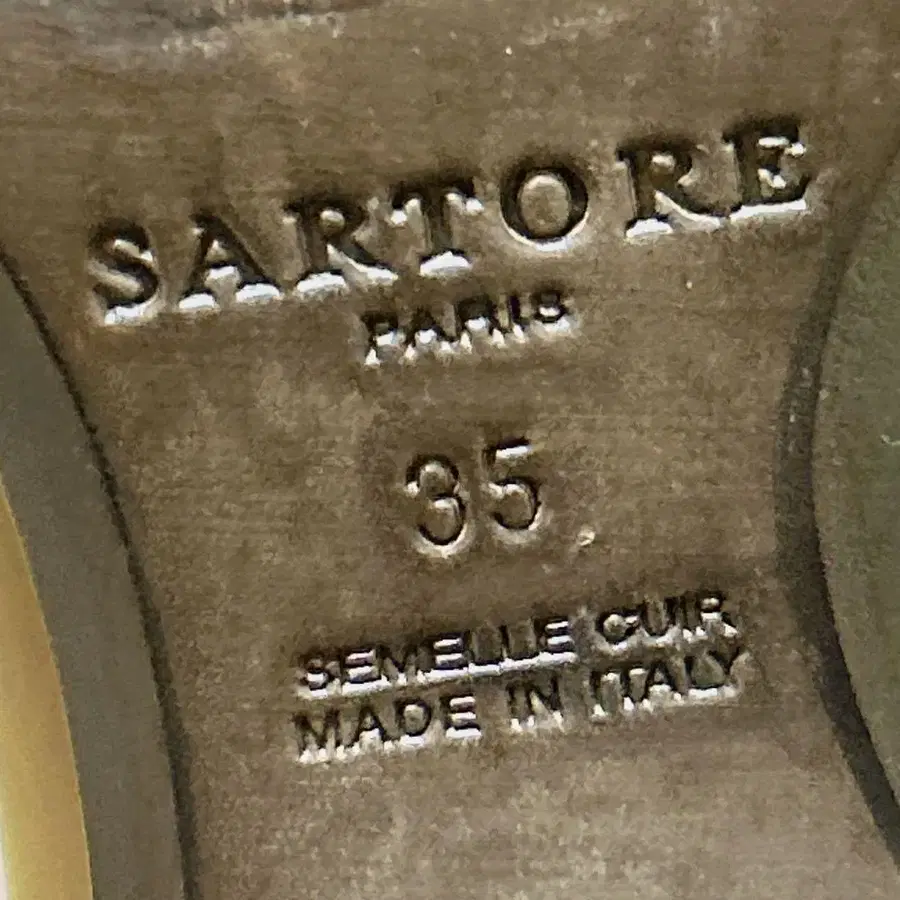 SARTORE
PARIS
35
SEMELLE CUIR
MADE IN ITALY